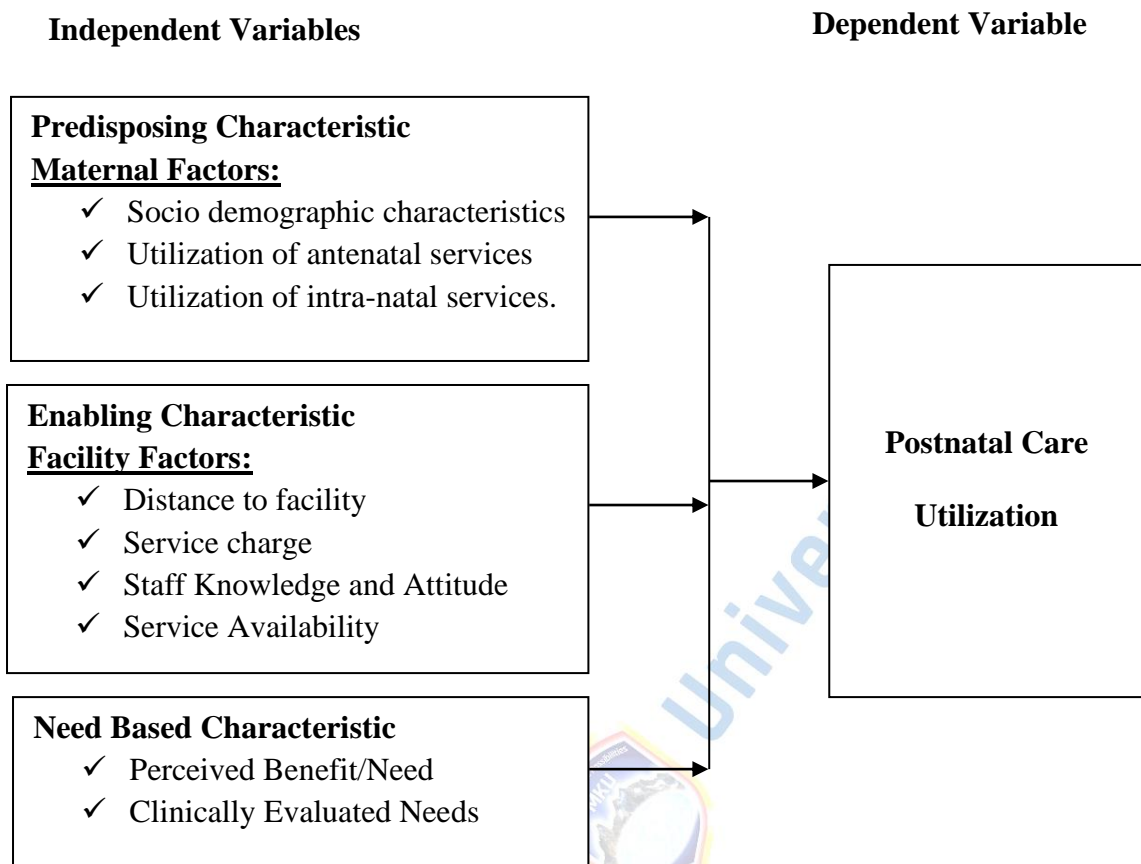 Independent Variables
Dependent Variable
Predisposing Characteristic
Maternal Factors:
✓ Socio demographic characteristics
✓ Utilization of antenatal services
✓ Utilization of intra-natal services.
Enabling Characteristic
Facility Factors:
✓ Distance to facility
✓ Service charge
✓ Staff Knowledge and Attitude
✓ Service Availability
Need Based Characteristic
✓ Perceived Benefit/Need
✓ Clinically Evaluated Needs
Postnatal Care
Utilization
MKU